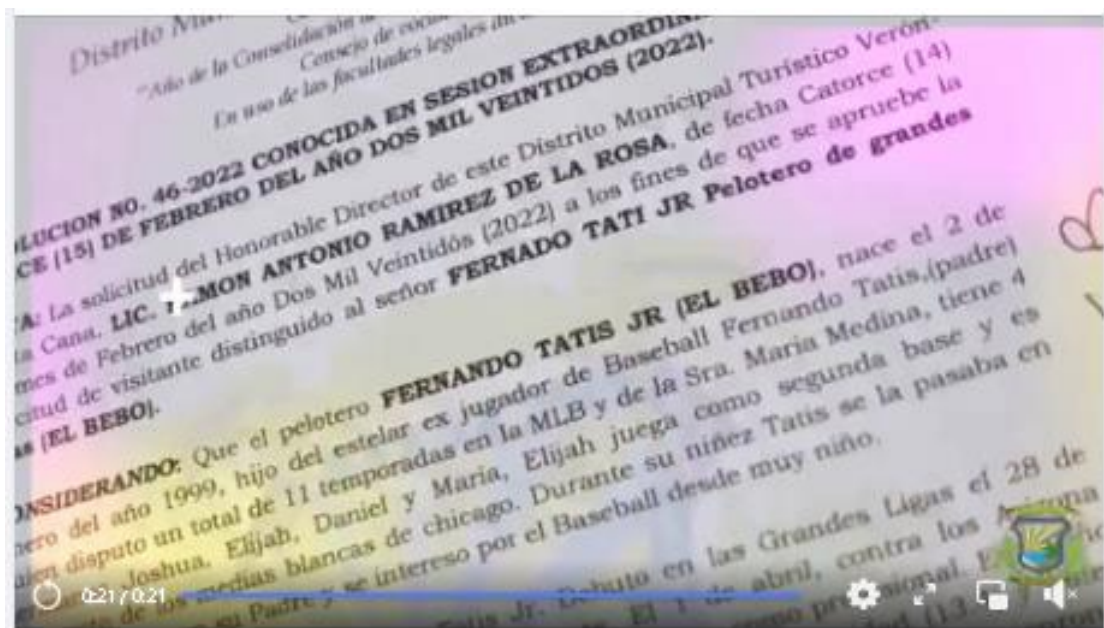 Distrito
"Año de la Consolidación
Consejo de
En uso de las facultades legales
LUCION NO. 46-2022 CONOCIDA EN SESION EXTRAORDIN
CE (15) DE FEBRERO DEL AÑO DOS MIL VEINTIDOS (2022).
A: La solicitud del Honorable Director de este Distrito Municipal Turístico Verón-
ta Cana, LIC. RAMON ANTONIO RAMIREZ DE LA ROSA, de fecha Catorce (14)
mes de Febrero del año Dos Mil Veintidós (2022) a los fines de que se apruebe la
citud de visitante distinguido al señor FERNADO TATI JR Pelotero de grandes
as (EL BEBO).
ONSIDERANDO: Que el pelotero FERNANDO TATIS JR (EL BEBO), nace el 2 de
nero del año 1999, hijo del estelar ex jugador de Baseball Fernando Tatis,(padre)
uien disputo un total de 11 temporadas en la MLB y de la Sra. Maria Medina, tiene 4
Joshua, Elijah, Daniel y Maria, Elijah juega como segunda base y es
de los medias blancas de chicago. Durante su niñez Tatis se la pasaba en
su Padre y se intereso por el Baseball desde muy niño.
Tatis Jr. Debuto en las Grandes Ligas el 28 de
El 1 de abril, contra los Arizona
como profesional. E
0:21 / 0:21